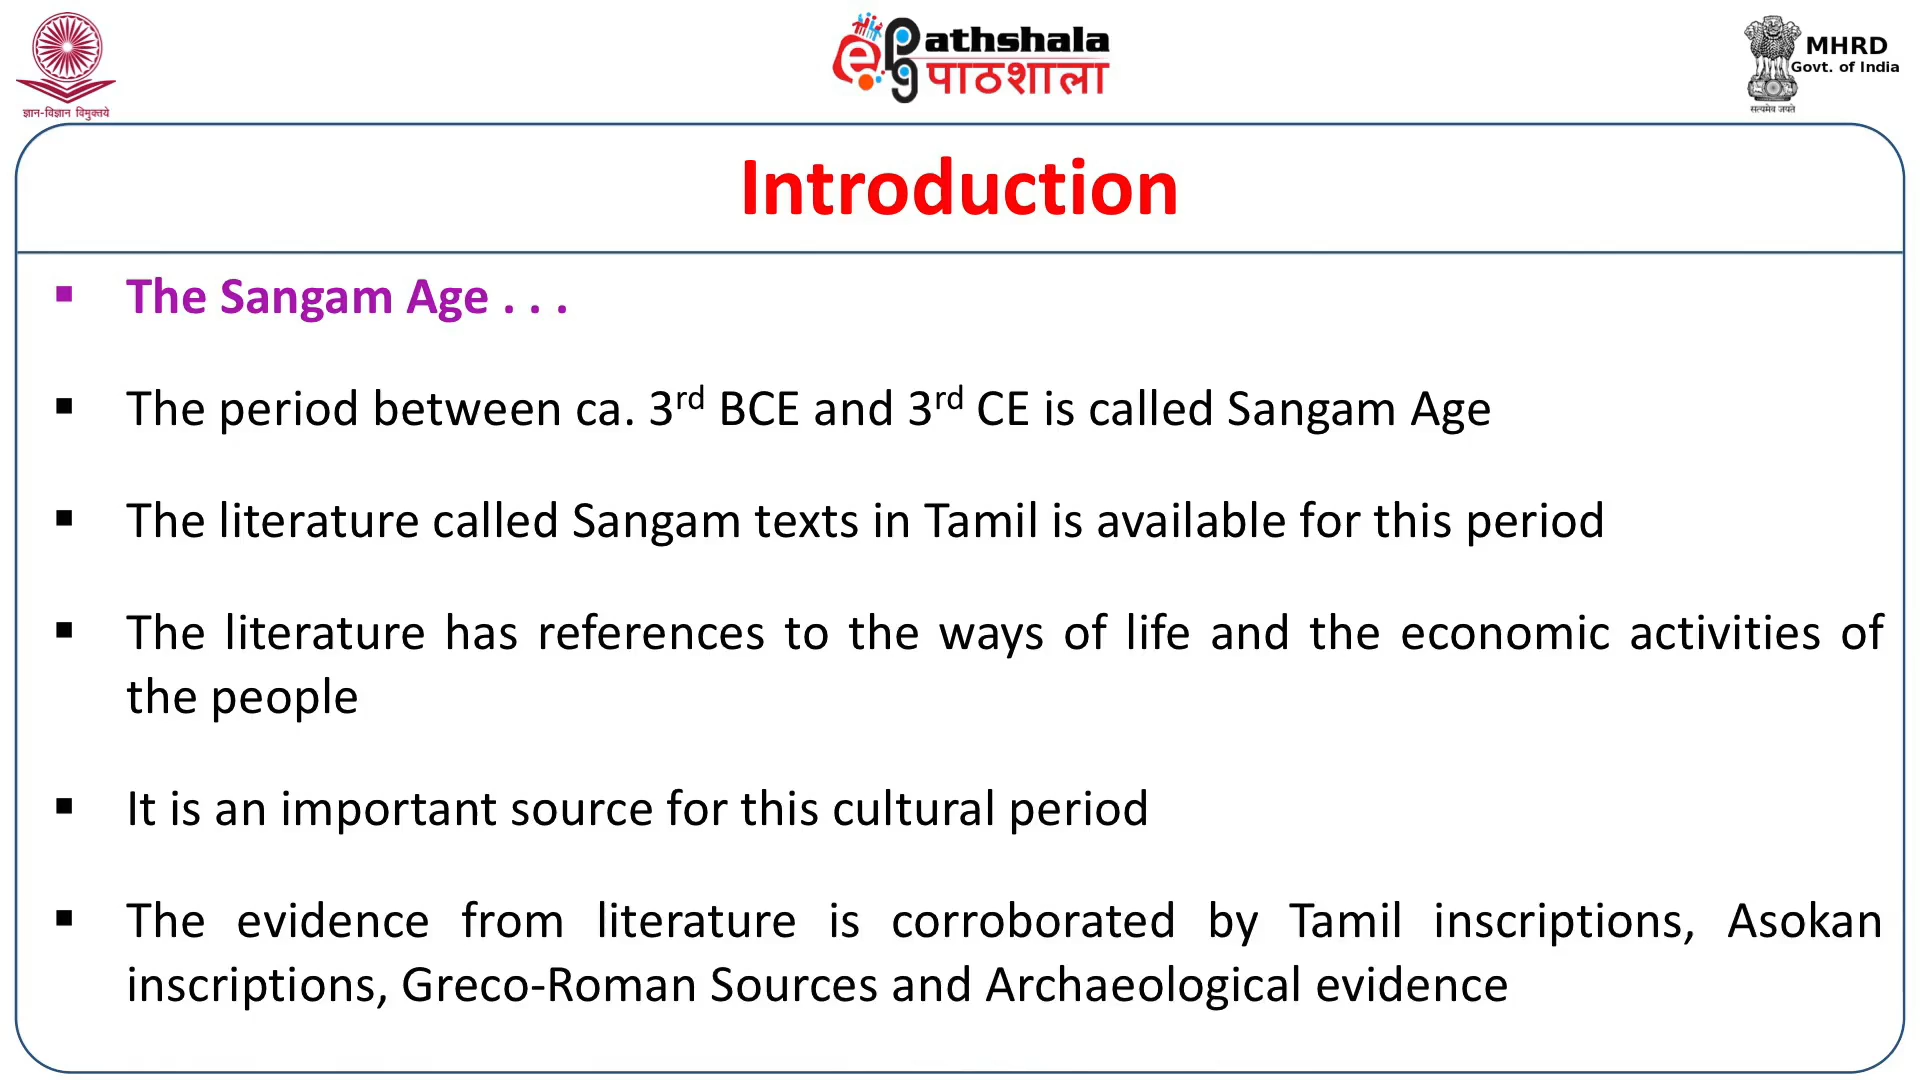 ज्ञान-विज्ञान विमुक्तये
ePathshala
पाठशाला
MHRD
Govt. of India
सत्यमेव जयते
Introduction
▪ The Sangam Age . . .
▪ The period between ca. 3rd BCE and 3rd CE is called Sangam Age
▪ The literature called Sangam texts in Tamil is available for this period
▪ The literature has references to the ways of life and the economic activities of
the people
▪ It is an important source for this cultural period
▪ The evidence from literature is corroborated by Tamil inscriptions, Asokan
inscriptions, Greco-Roman Sources and Archaeological evidence